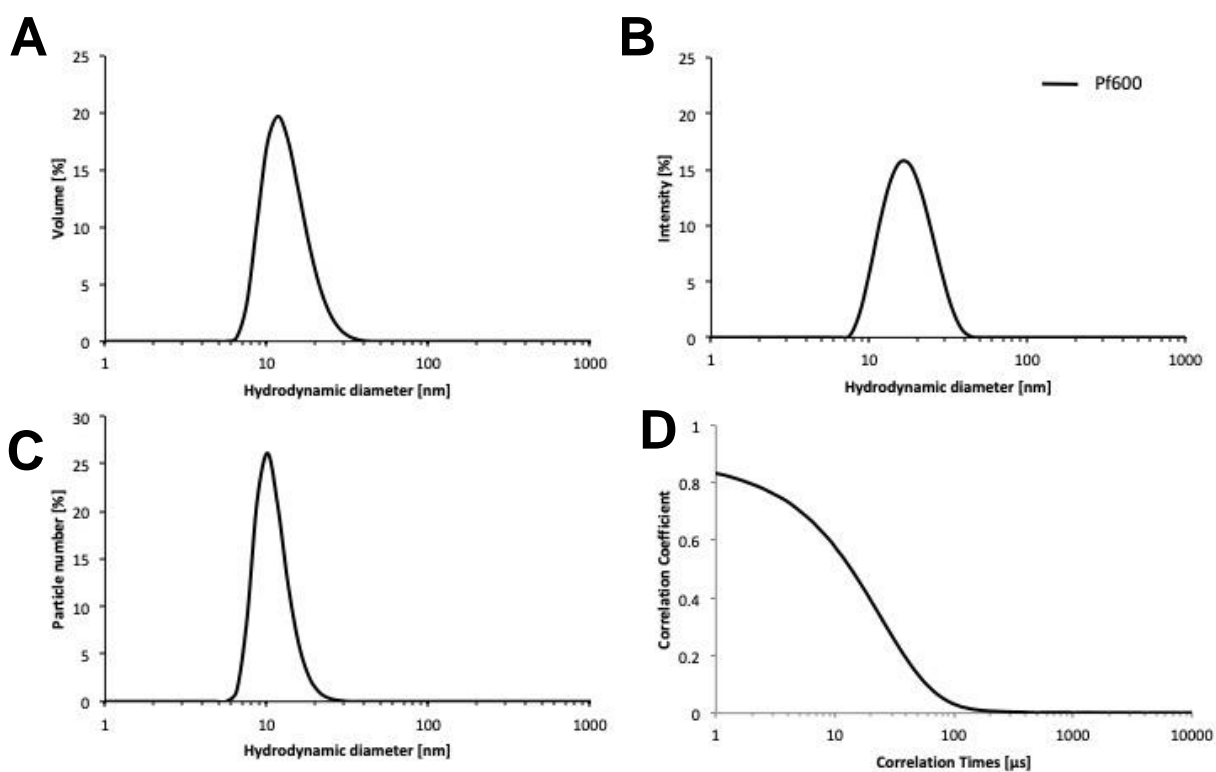 A
25
20
15
10
5
0
Volume [%]
1 10 100 1000
Hydrodynamic diameter [nm]
B
25
20
15
10
5
0
Intensity [%]
Pf600
1 10 100 1000
Hydrodynamic diameter [nm]
C
30
25
20
15
10
5
0
Particle number [%]
1 10 100 1000
Hydrodynamic diameter [nm]
D
1
0.8
0.6
0.4
0.2
0
Correlation Coefficient
1 10 100 1000 10000
Correlation Times [µs]